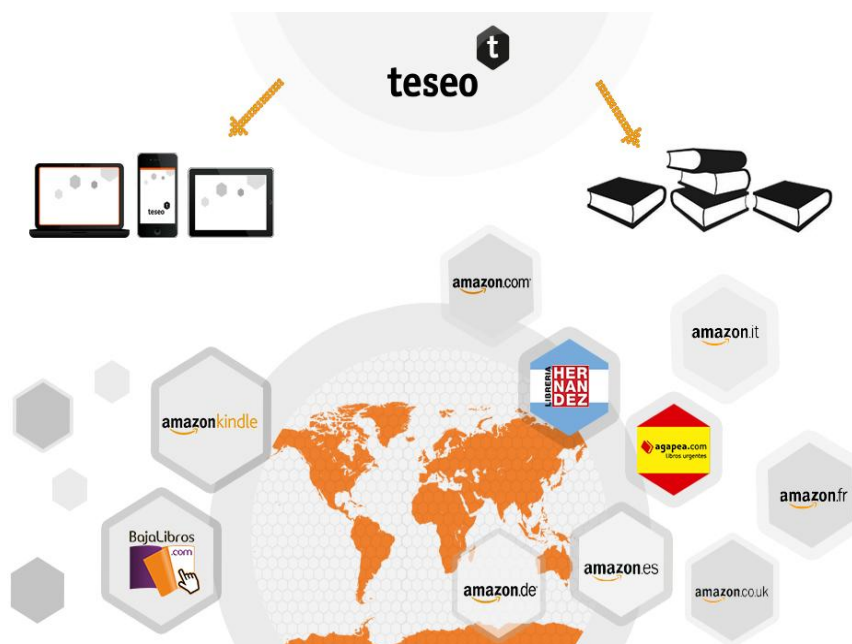 t
teseo
teseo t
amazon.com
amazon.it
LIBRERIA
HER
NAN
DEZ
amazonkindle
agapea.com
libros urgentes
amazon.fr
BajaLibros
.com
amazon.es
amazon.de
amazon.co.uk